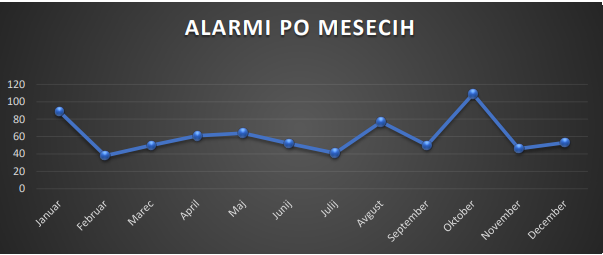 ALARMI PO MESECIH
120
100
80
60
40
20
0
Januar
Februar
Marec
April
Maj
Junij
Julij
Avgust
September
Oktober
November
December